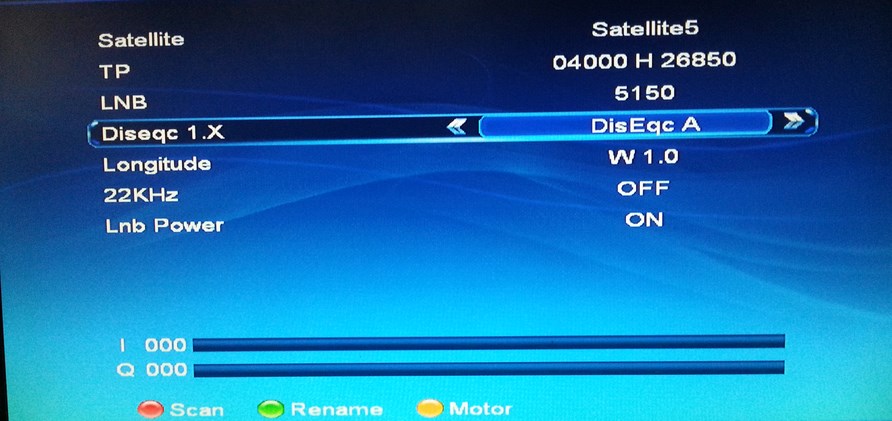 Satellite Satellite5
TP 04000 H 26850
LNB 5150
Diseqc 1.X DisEqc A
Longitude W 1.0
22KHz OFF
Lnb Power ON
I 000
Q 000
Scan Rename Motor